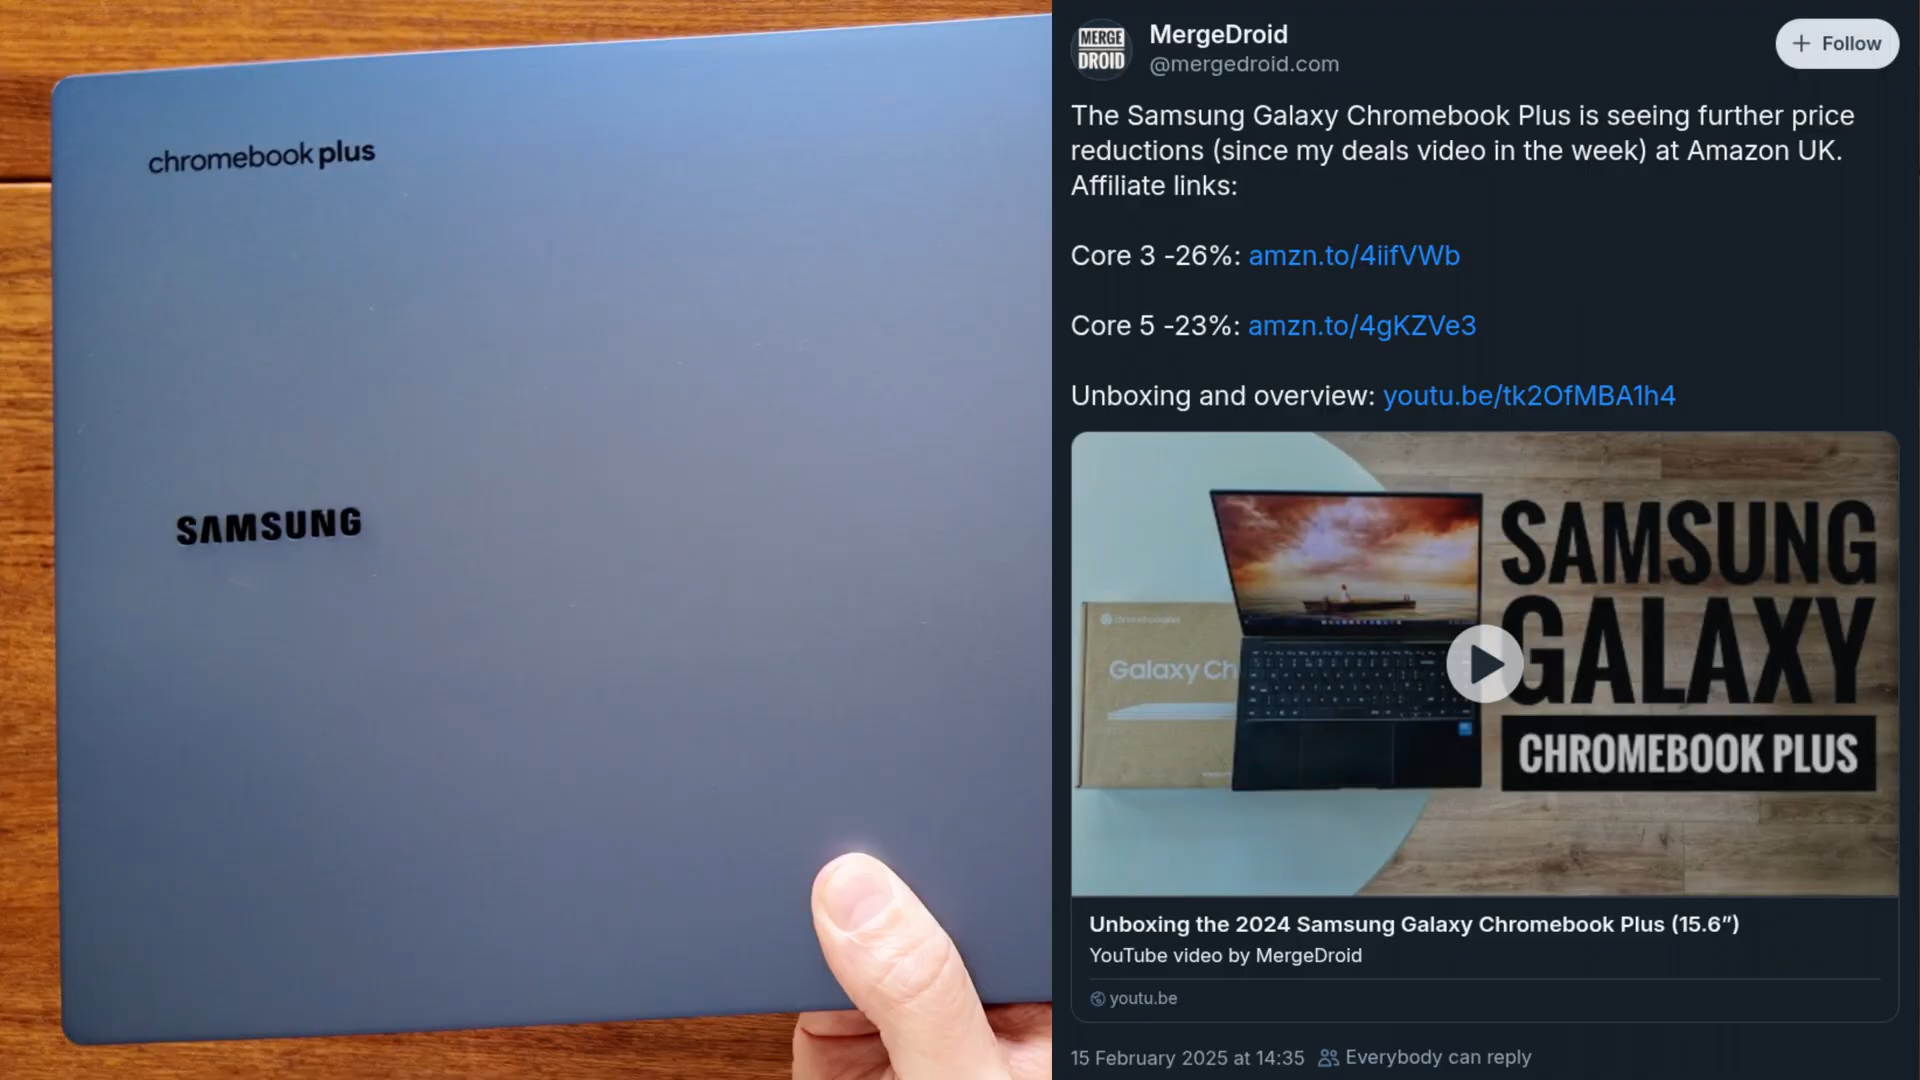 chromebook plus
SAMSUNG
MERGE
DROID
MergeDroid
@mergedroid.com
+ Follow
The Samsung Galaxy Chromebook Plus is seeing further price
reductions (since my deals video in the week) at Amazon UK.
Affiliate links:
Core 3 -26%: amzn.to/4iifVWb
Core 5 -23%: amzn.to/4gKZVe3
Unboxing and overview: youtu.be/tk2OfMBA1h4
chromebook plus
Galaxy Ch
SAMSUNG
GALAXY
CHROMEBOOK PLUS
Unboxing the 2024 Samsung Galaxy Chromebook Plus (15.6″)
YouTube video by MergeDroid
youtu.be
15 February 2025 at 14:35 Everybody can reply